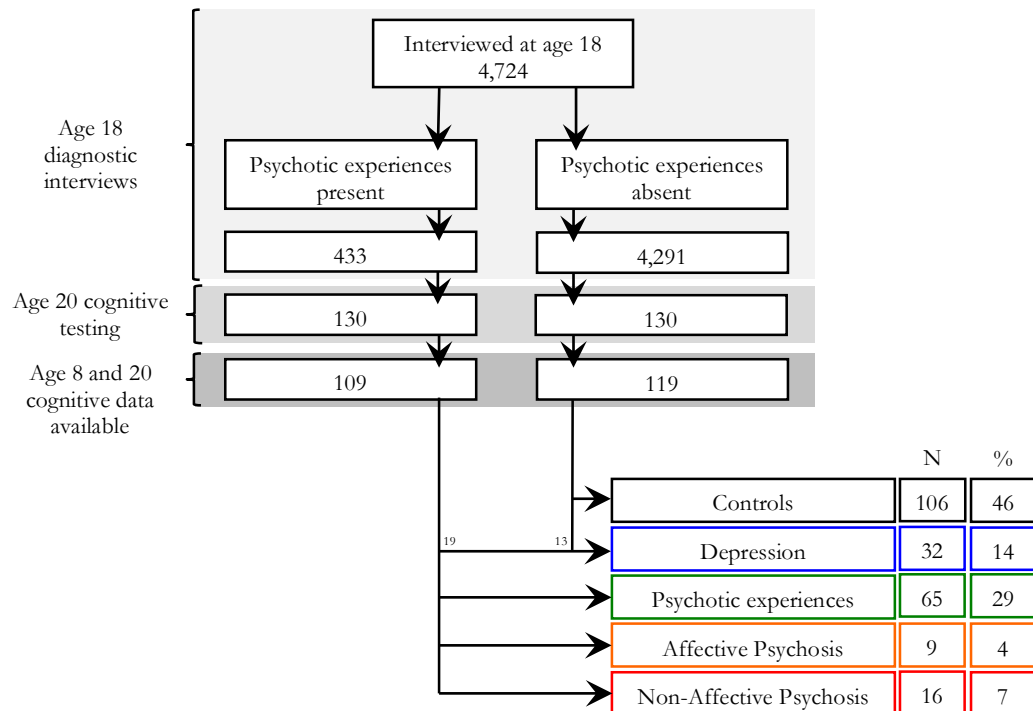 Interviewed at age 18
4,724
Age 18
diagnostic
interviews
Psychotic experiences
present
Psychotic experiences
absent
433
4,291
Age 20 cognitive
testing
130
130
Age 8 and 20
cognitive data
available
109
119
N %
Controls 106 46
19 13
Depression 32 14
Psychotic experiences 65 29
Affective Psychosis 9 4
Non-Affective Psychosis 16 7